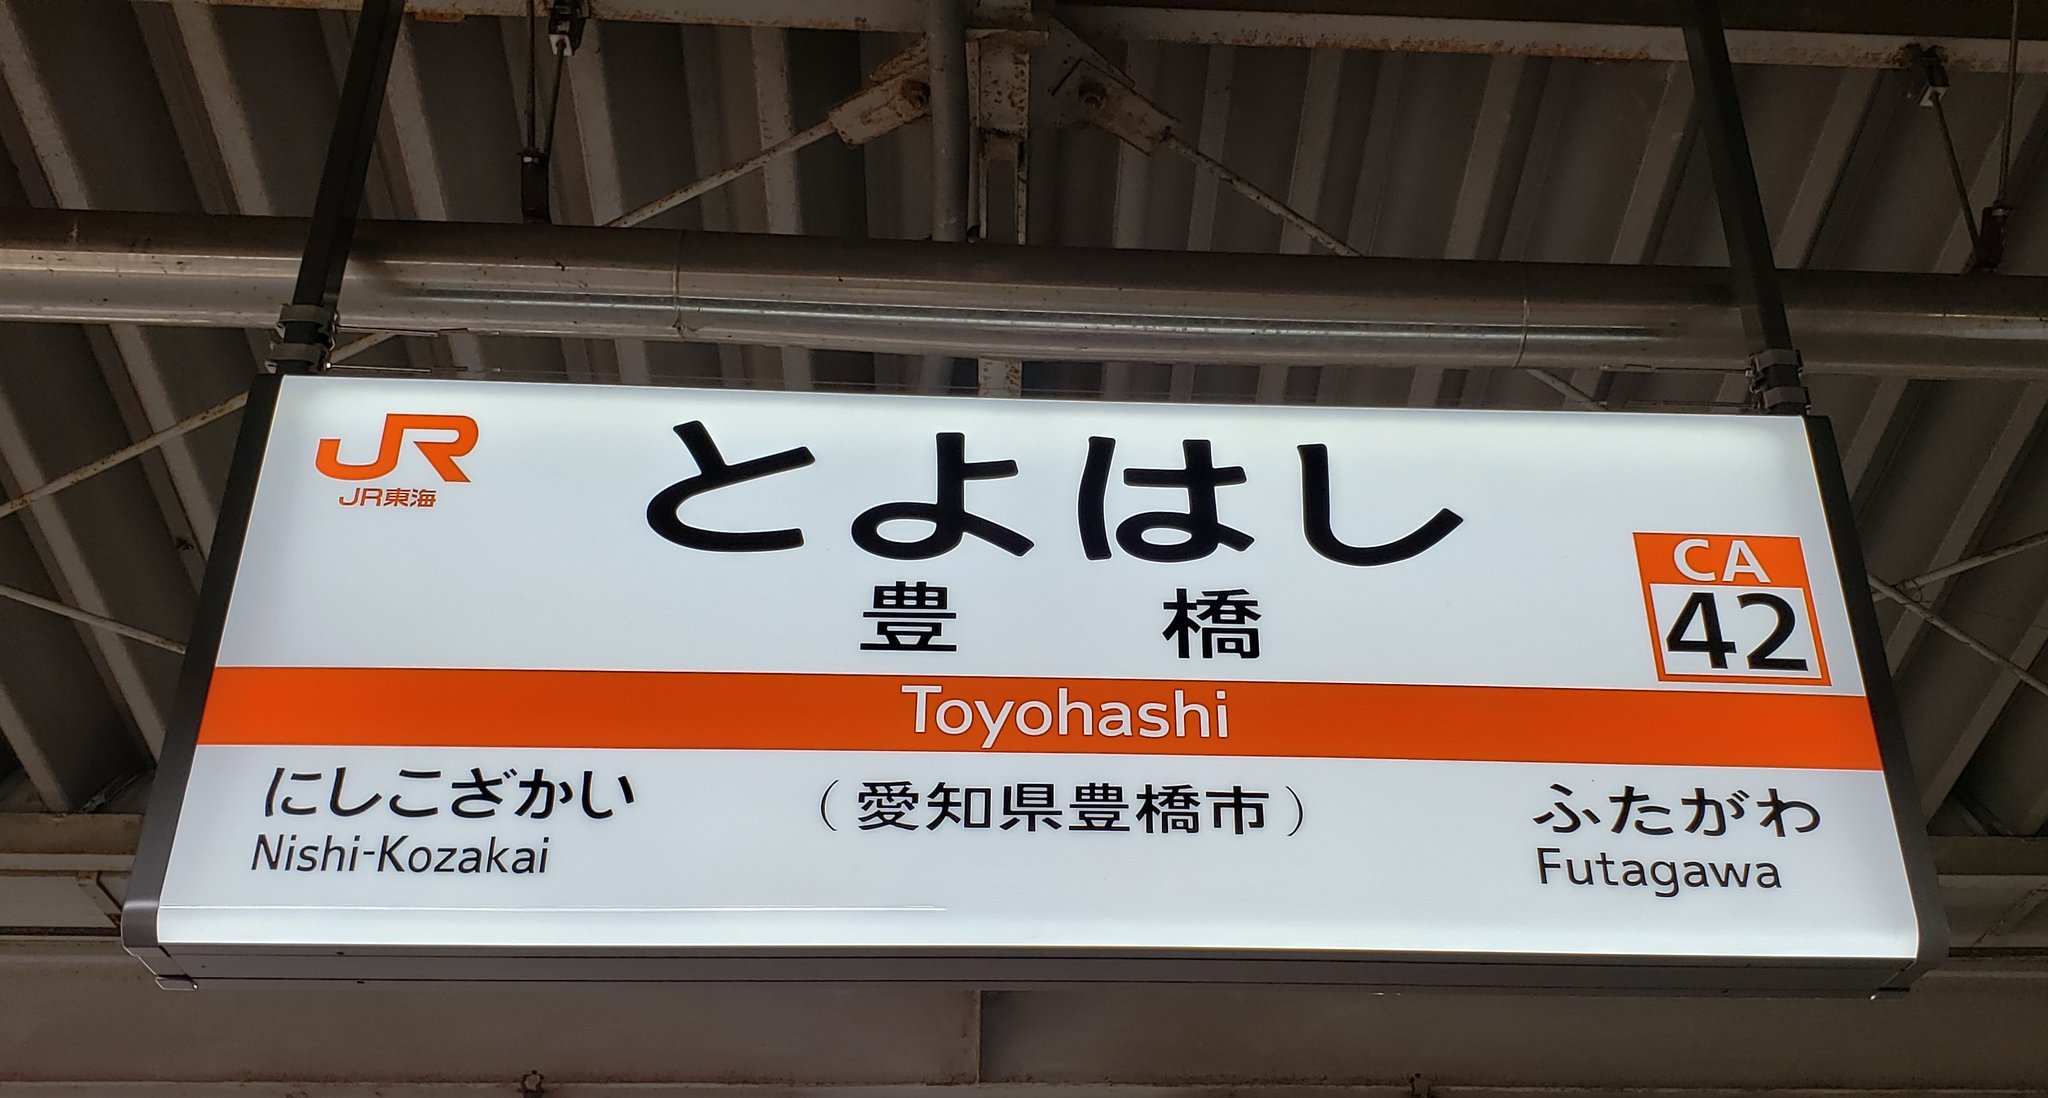 JR
JR東海
とよはし
豊橋
CA
42
Toyohashi
にしこざかい
Nishi-Kozakai
(愛知県豊橋市)
ふたがわ
Futagawa